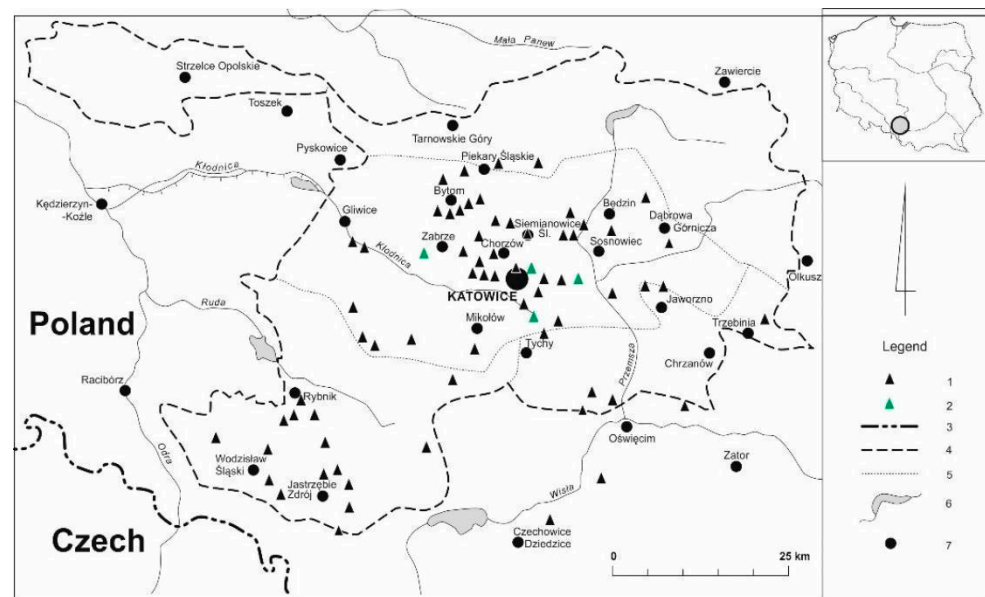 Mała Panew
Strzelce Opolskie
Zawiercie
Toszek
Tarnowskie Góry
Pyskowice
Piekary Śląskie
Kłodnica
Kędzierzyn-
-Koźle
Bytom
Gliwice
Siemianowice
Śl.
Będzin
Dąbrowa
Górnicza
Zabrze
Chorzów
Sosnowiec
Kłodnica
Olkusz
KATOWICE
Ruda
Poland
Mikołów
Jaworzno
Trzebinia
Tychy
Przemsza
Chrzanów
Racibórz
Rybnik
Odra
Oświęcim
Wodzisław
Śląski
Zator
Jastrzębie
Zdrój
Wisła
Czech
Czechowice
Dziedzice
0 25 km
Legend
1
2
3
4
5
6
7